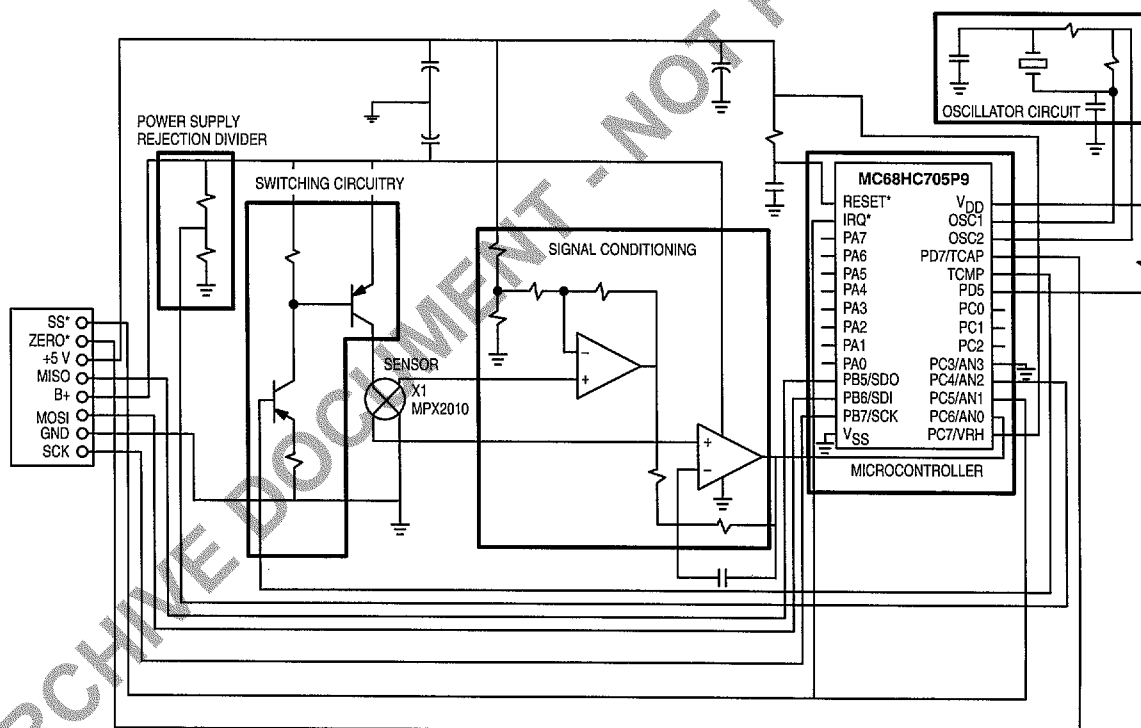 ARCHIVE DOCUMENT - NOT F
POWER SUPPLY
REJECTION DIVIDER
SWITCHING CIRCUITRY
SIGNAL CONDITIONING
SENSOR
X1
MPX2010
OSCILLATOR CIRCUIT
SS*
ZERO*
+5 V
MISO
B+
MOSI
GND
SCK
MC68HC705P9
RESET*
IRQ*
PA7
PA6
PA5
PA4
PA3
PA2
PA1
PA0
PB5/SDO
PB6/SDI
PB7/SCK
VSS
VDD
OSC1
OSC2
PD7/TCAP
TCMP
PD5
PC0
PC1
PC2
PC3/AN3
PC4/AN2
PC5/AN1
PC6/AN0
PC7/VRH
MICROCONTROLLER